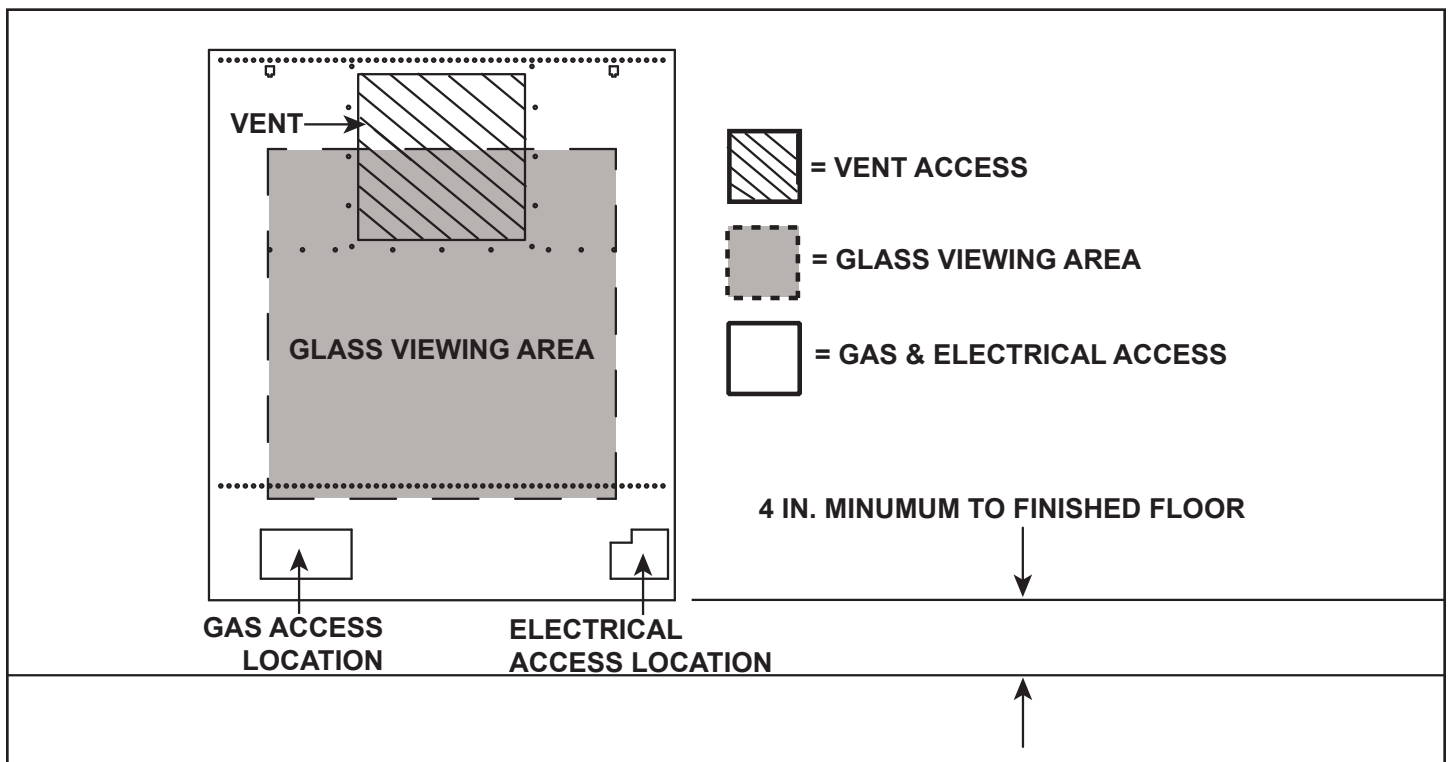 VENT
= VENT ACCESS
= GLASS VIEWING AREA
GLASS VIEWING AREA
= GAS & ELECTRICAL ACCESS
4 IN. MINUMUM TO FINISHED FLOOR
GAS ACCESS
LOCATION
ELECTRICAL
ACCESS LOCATION